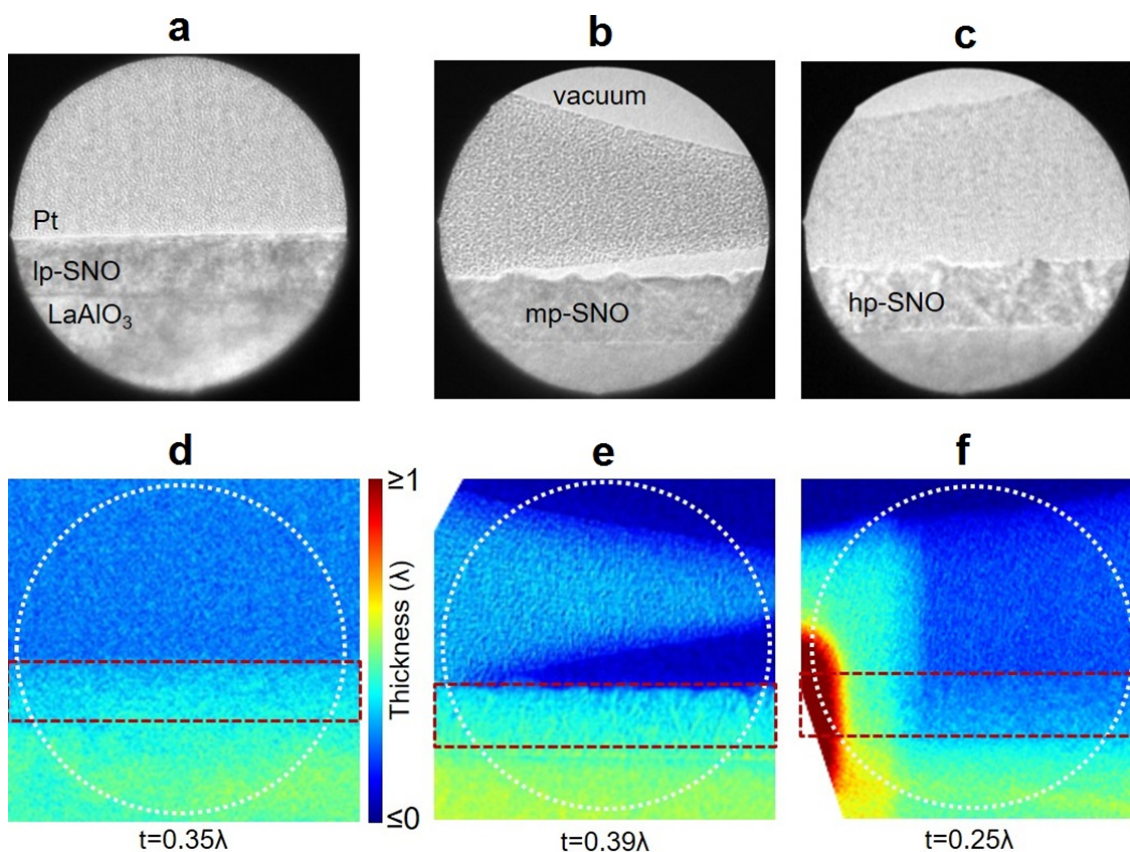 a
b
c
vacuum
Pt
lp-SNO
LaAlO₃
mp-SNO
hp-SNO
d
e
f
≥1
Thickness (λ)
≤0
t=0.35λ
t=0.39λ
t=0.25λ